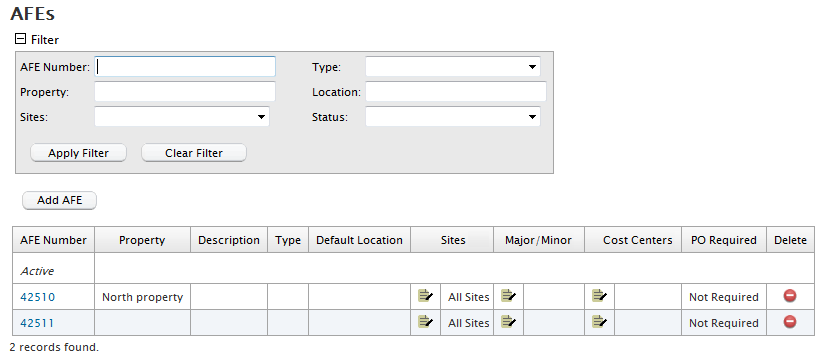 AFEs
Filter
AFE Number: Type:
Property: Location:
Sites: Status:
Apply Filter Clear Filter
Add AFE
AFE Number Property Description Type Default Location Sites Major/Minor Cost Centers PO Required Delete
Active
42510 North property All Sites Not Required
42511 All Sites Not Required
2 records found.